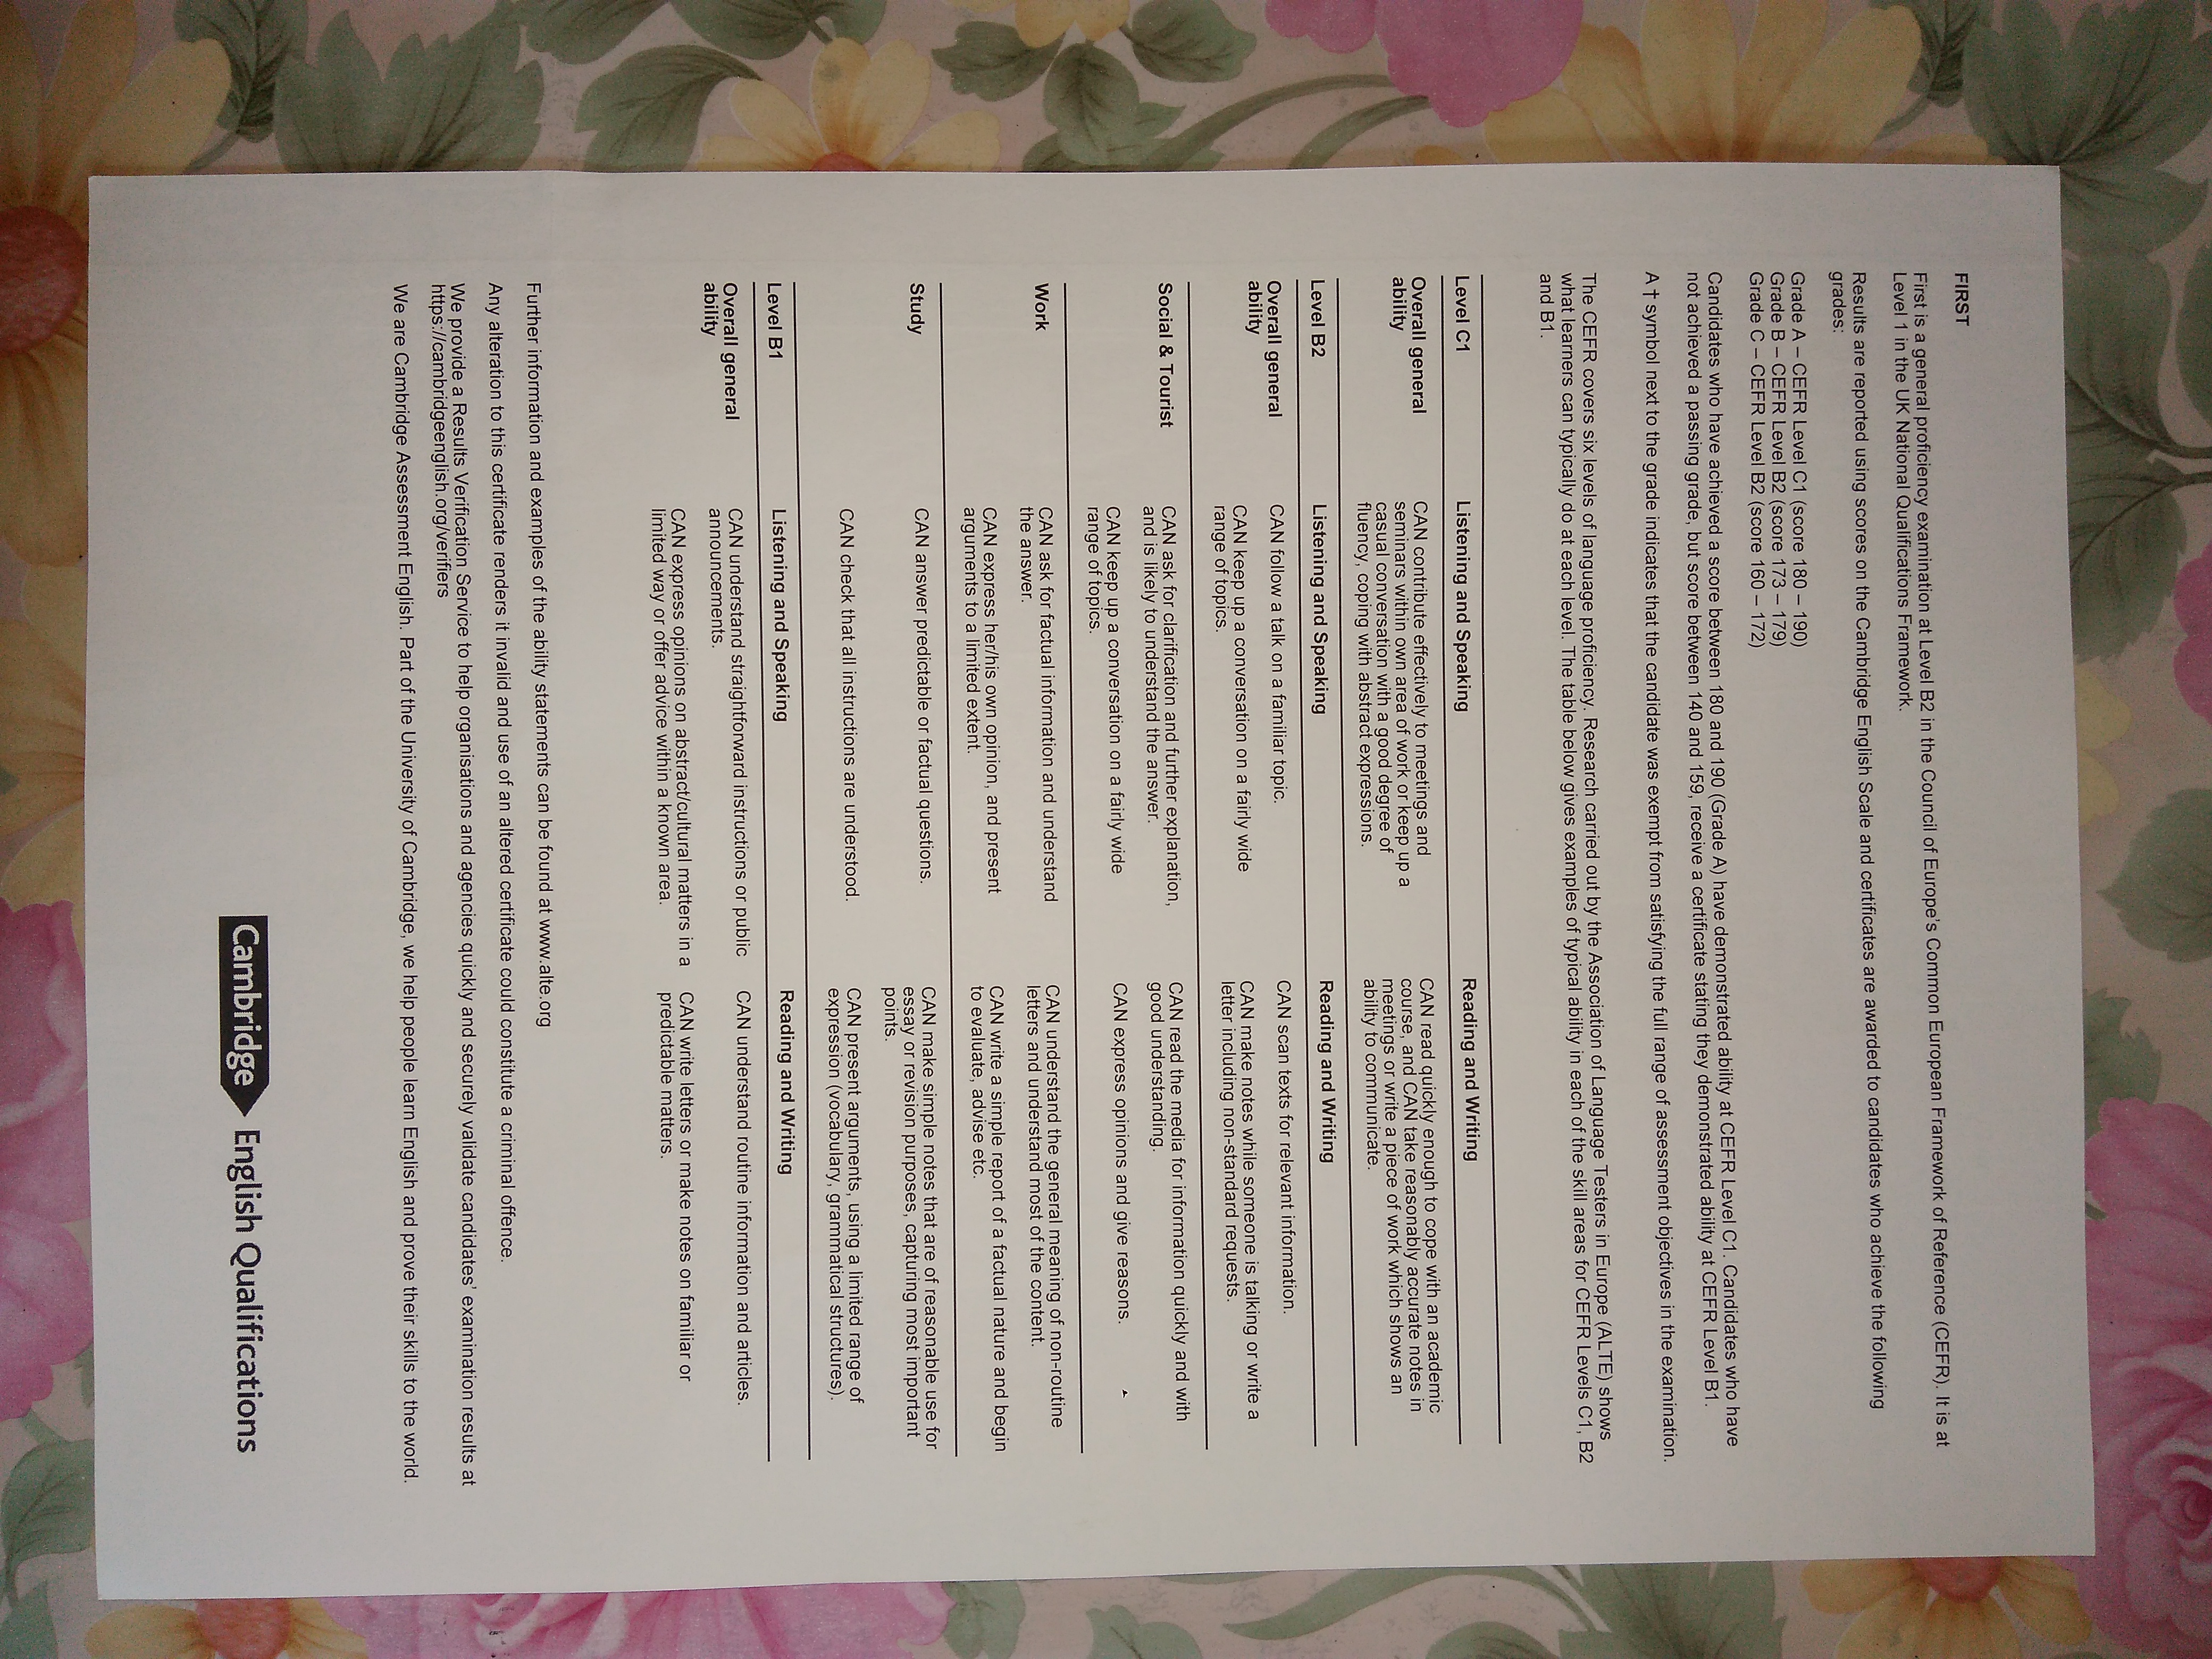 FIRST
First is a general proficiency examination at Level B2 in the Council of Europe's Common European Framework of Reference (CEFR). It is at
Level 1 in the UK National Qualifications Framework.
Results are reported using scores on the Cambridge English Scale and certificates are awarded to candidates who achieve the following
grades:
Grade A – CEFR Level C1 (score 180 – 190)
Grade B – CEFR Level B2 (score 173 – 179)
Grade C – CEFR Level B2 (score 160 – 172)
Candidates who have achieved a score between 180 and 190 (Grade A) have demonstrated ability at CEFR Level C1. Candidates who have
not achieved a passing grade, but score between 140 and 159, receive a certificate stating they demonstrated ability at CEFR Level B1.
A † symbol next to the grade indicates that the candidate was exempt from satisfying the full range of assessment objectives in the examination.
The CEFR covers six levels of language proficiency. Research carried out by the Association of Language Testers in Europe (ALTE) shows
what learners can typically do at each level. The table below gives examples of typical ability in each of the skill areas for CEFR Levels C1, B2
and B1.
Level C1 Listening and Speaking Reading and Writing
Overall general
ability
CAN contribute effectively to meetings and
seminars within own area of work or keep up a
casual conversation with a good degree of
fluency, coping with abstract expressions.
CAN read quickly enough to cope with an academic
course, and CAN take reasonably accurate notes in
meetings or write a piece of work which shows an
ability to communicate.
Level B2 Listening and Speaking Reading and Writing
Overall general
ability
CAN follow a talk on a familiar topic.
CAN keep up a conversation on a fairly wide
range of topics.
CAN scan texts for relevant information.
CAN make notes while someone is talking or write a
letter including non-standard requests.
Social & Tourist
CAN ask for clarification and further explanation,
and is likely to understand the answer.
CAN keep up a conversation on a fairly wide
range of topics.
CAN read the media for information quickly and with
good understanding.
CAN express opinions and give reasons.
Work
CAN ask for factual information and understand
the answer.
CAN express her/his own opinion, and present
arguments to a limited extent.
CAN understand the general meaning of non-routine
letters and understand most of the content.
CAN write a simple report of a factual nature and begin
to evaluate, advise etc.
Study
CAN answer predictable or factual questions.
CAN check that all instructions are understood.
CAN make simple notes that are of reasonable use for
essay or revision purposes, capturing most important
points.
CAN present arguments, using a limited range of
expression (vocabulary, grammatical structures).
Level B1 Listening and Speaking Reading and Writing
Overall general
ability
CAN understand straightforward instructions or public
announcements.
CAN express opinions on abstract/cultural matters in a
limited way or offer advice within a known area.
CAN understand routine information and articles.
CAN write letters or make notes on familiar or
predictable matters.
Further information and examples of the ability statements can be found at www.alte.org
Any alteration to this certificate renders it invalid and use of an altered certificate could constitute a criminal offence.
We provide a Results Verification Service to help organisations and agencies quickly and securely validate candidates' examination results at
https://cambridgeenglish.org/verifiers
We are Cambridge Assessment English. Part of the University of Cambridge, we help people learn English and prove their skills to the world.
Cambridge English Qualifications